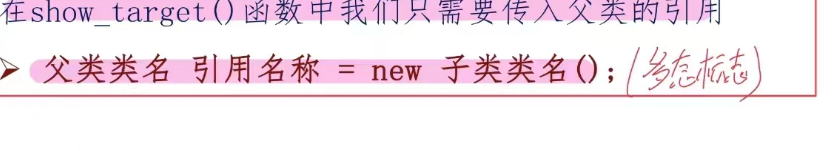 在show_target()函数中我们只需要传入父类的引用
➢ 父类类名 引用名称 = new 子类类名();(多态标志)